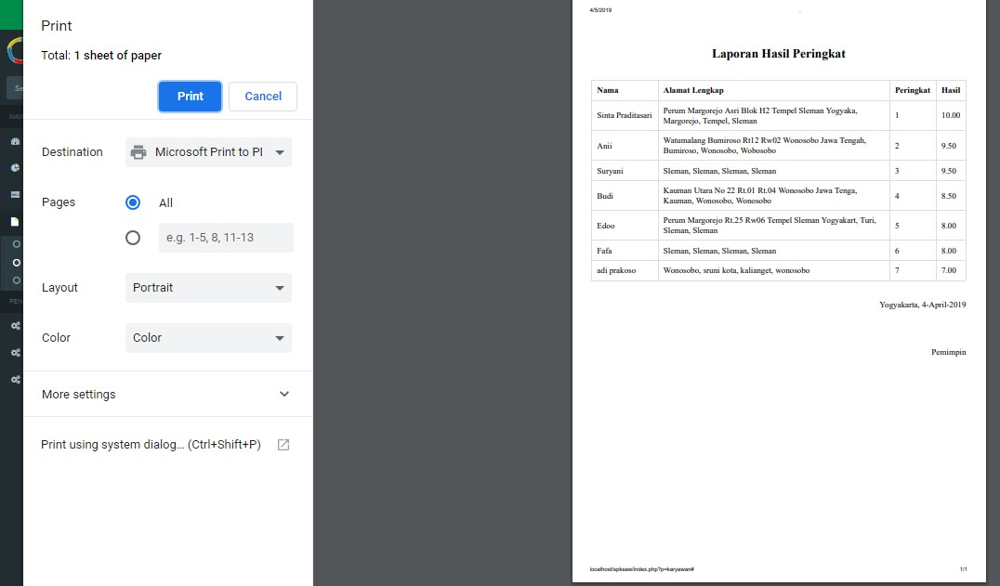 Print
Total: 1 sheet of paper
Print Cancel
Se
NAV
Destination Microsoft Print to PI
Pages All
e.g. 1-5, 8, 11-13
Layout Portrait
PEN
Color Color
More settings
Print using system dialog... (Ctrl+Shift+P)
4/5/2019
Laporan Hasil Peringkat
Nama Alamat Lengkap Peringkat Hasil
Sinta Praditasari Perum Margorejo Asri Blok H2 Tempel Sleman Yogyaka, 1 10.00
Margorejo, Tempel, Sleman
Anii Watumalang Bumiroso Rt12 Rw02 Wonosobo Jawa Tengah, 2 9.50
Bumiroso, Wonosobo, Wobosobo
Suryani Sleman, Sleman, Sleman, Sleman 3 9.50
Budi Kauman Utara No 22 Rt.01 Rt.04 Wonosobo Jawa Tenga, 4 8.50
Kauman, Wonosobo, Wonosobo
Edoo Perum Margorejo Rt.25 Rw06 Tempel Sleman Yogyakart, Turi, 5 8.00
Sleman, Sleman
Fafa Sleman, Sleman, Sleman, Sleman 6 8.00
adi prakoso Wonosobo, sruni kota, kalianget, wonosobo 7 7.00
Yogyakarta, 4-April-2019
Pemimpin
localhost/spksaw/index.php?p=karyawan# 1/1